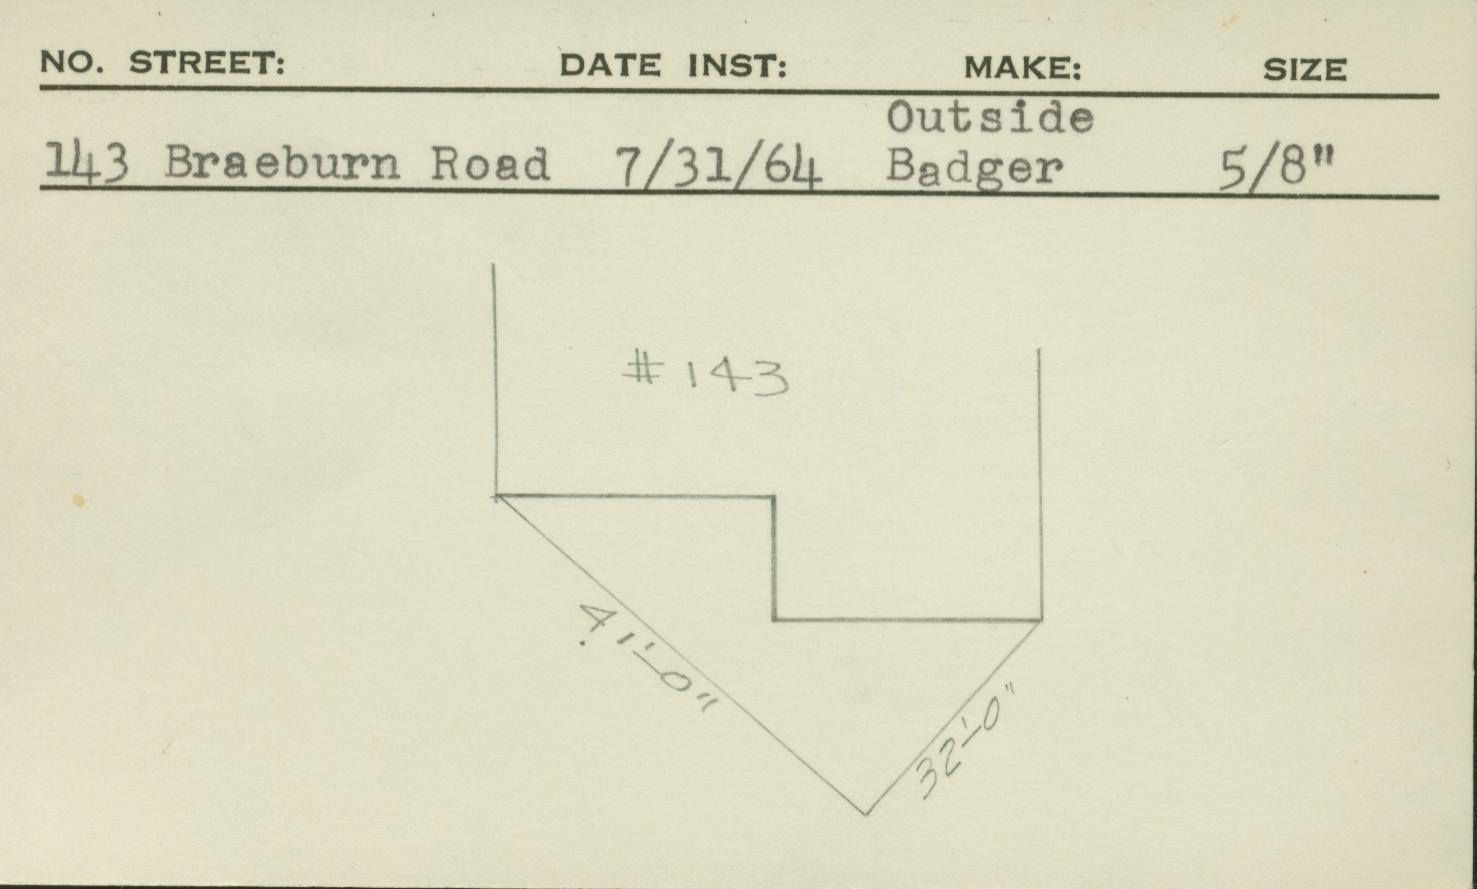 NO. STREET: DATE INST: MAKE: SIZE
Outside
143 Braeburn Road 7/31/64 Badger 5/8"
#143
41'-0"
32'-0"